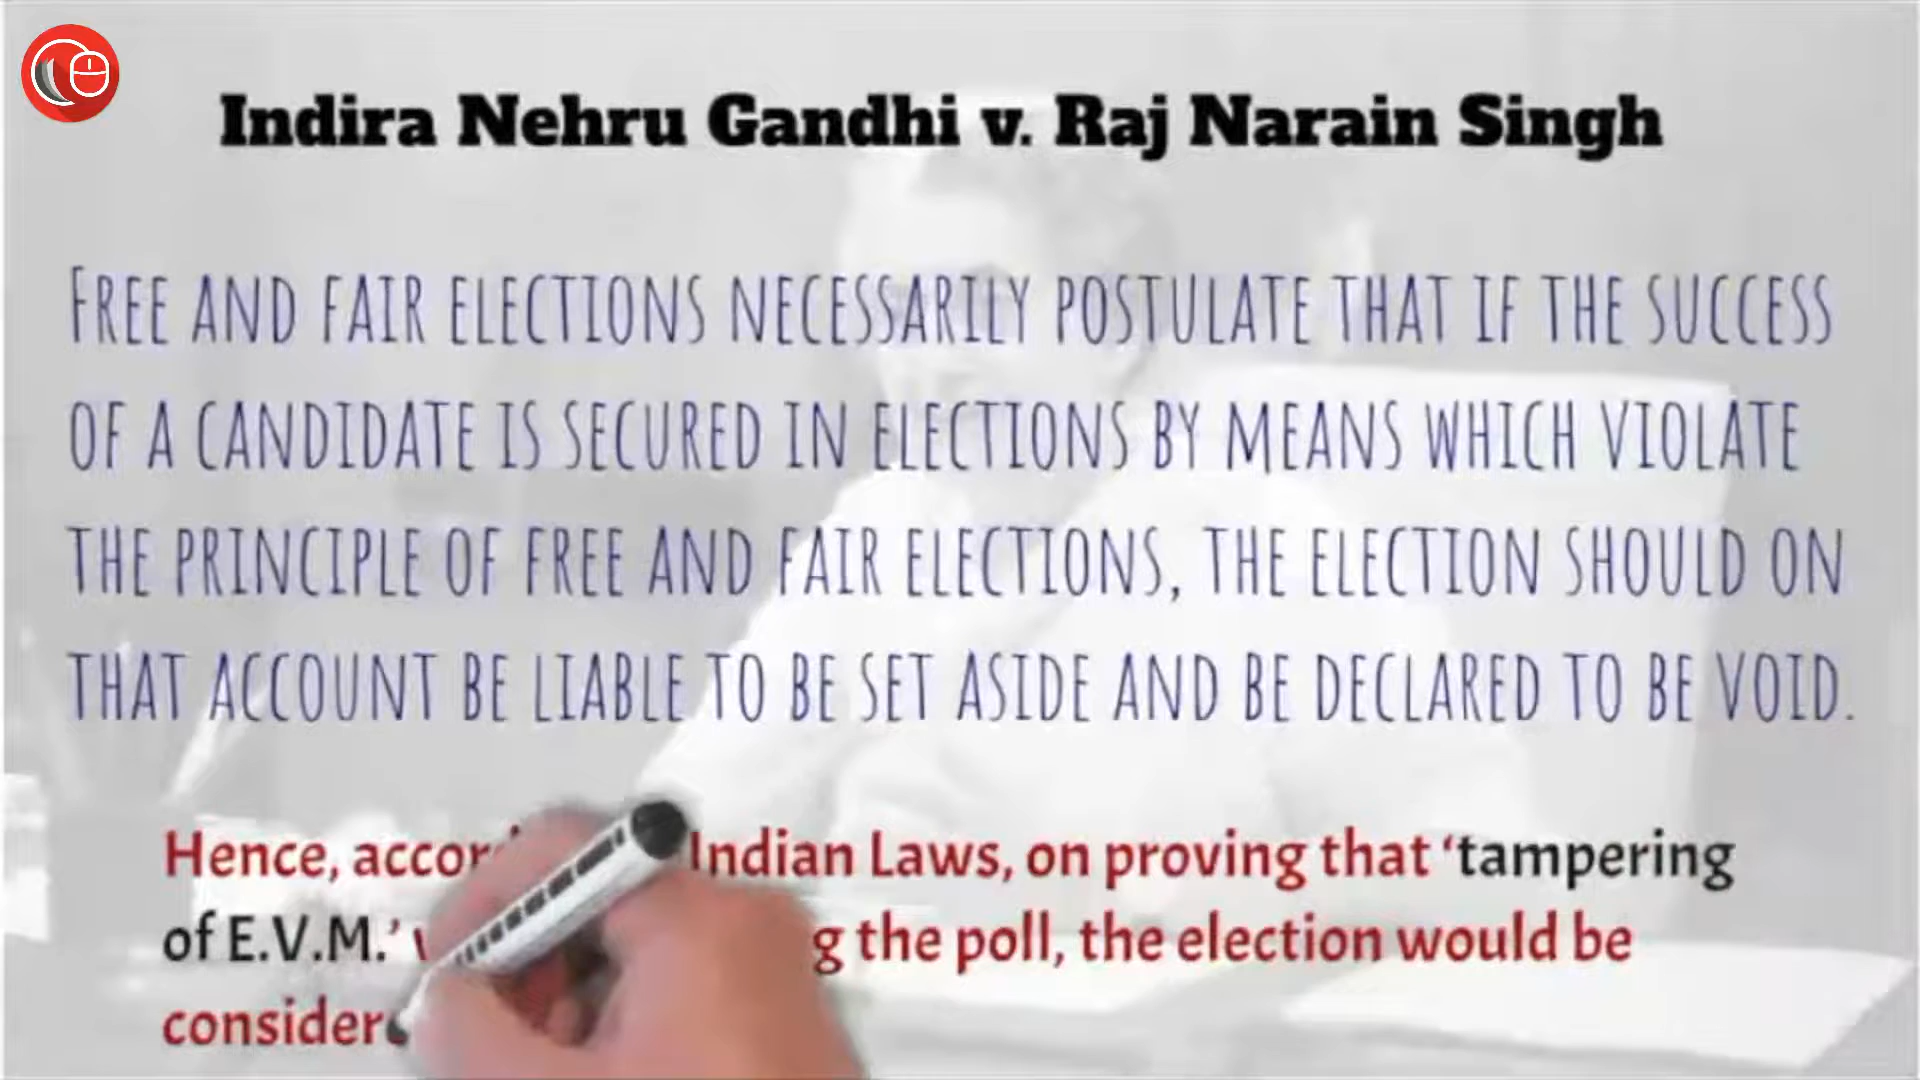 Indira Nehru Gandhi v. Raj Narain Singh
FREE AND FAIR ELECTIONS NECESSARILY POSTULATE THAT IF THE SUCCESS
OF A CANDIDATE IS SECURED IN ELECTIONS BY MEANS WHICH VIOLATE
THE PRINCIPLE OF FREE AND FAIR ELECTIONS, THE ELECTION SHOULD ON
THAT ACCOUNT BE LIABLE TO BE SET ASIDE AND BE DECLARED TO BE VOID.
Hence, Indian Laws, on proving that ‘tampering
of E.V.M.’ the poll, the election would be